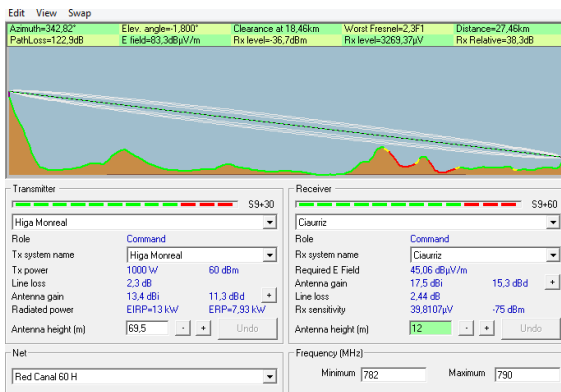 Edit View Swap
Azimuth=342,82° Elev. angle=-1,800° Clearance at 18,46km Worst Fresnel=2,3F1 Distance=27,46km
PathLoss=122,9dB E field=83,3dBµV/m Rx level=-36,7dBm Rx level=3269,37µV Rx Relative=38,3dB
Transmitter
S9+30
Higa Monreal
Role Command
Tx system name Higa Monreal
Tx power 1000 W 60 dBm
Line loss 2,3 dB
Antenna gain 13,4 dBi 11,3 dBd +
Radiated power EIRP=13 kW ERP=7,93 kW
Antenna height (m) 69,5 - + Undo
Receiver
S9+60
Ciaurriz
Role Command
Rx system name Ciaurriz
Required E Field 45,06 dBµV/m
Antenna gain 17,5 dBi 15,3 dBd +
Line loss 2,44 dB
Rx sensitivity 39,8107µV -75 dBm
Antenna height (m) 12 - + Undo
Net
Red Canal 60 H
Frequency (MHz)
Minimum 782 Maximum 790